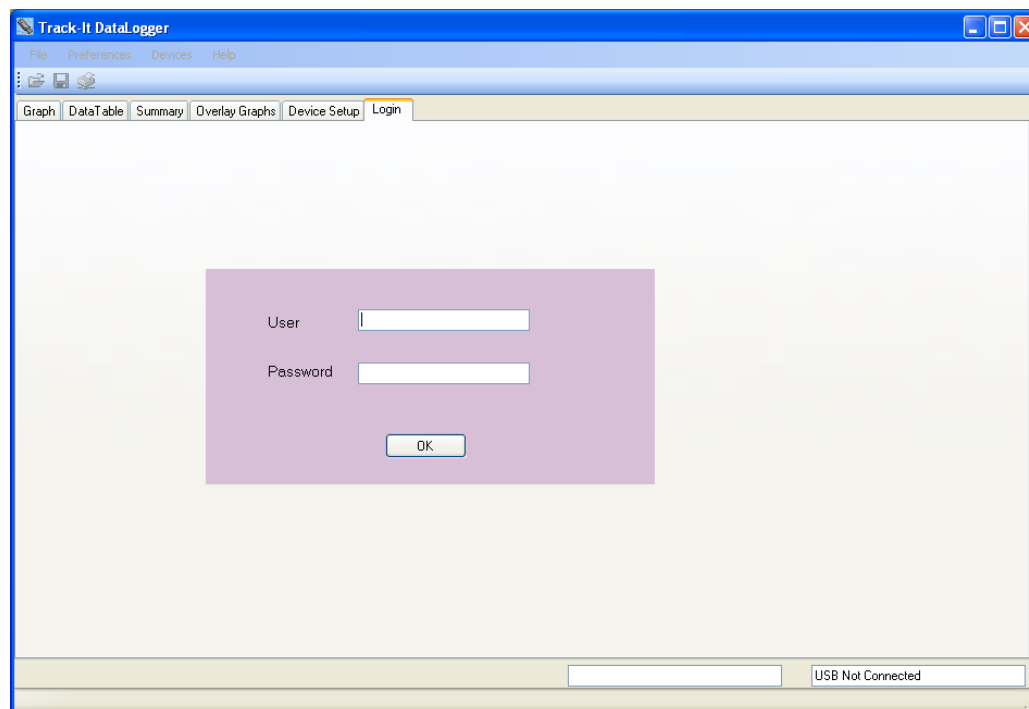 Track-It DataLogger
File Preferences Devices Help
Graph DataTable Summary Overlay Graphs Device Setup Login
User
Password
OK
USB Not Connected